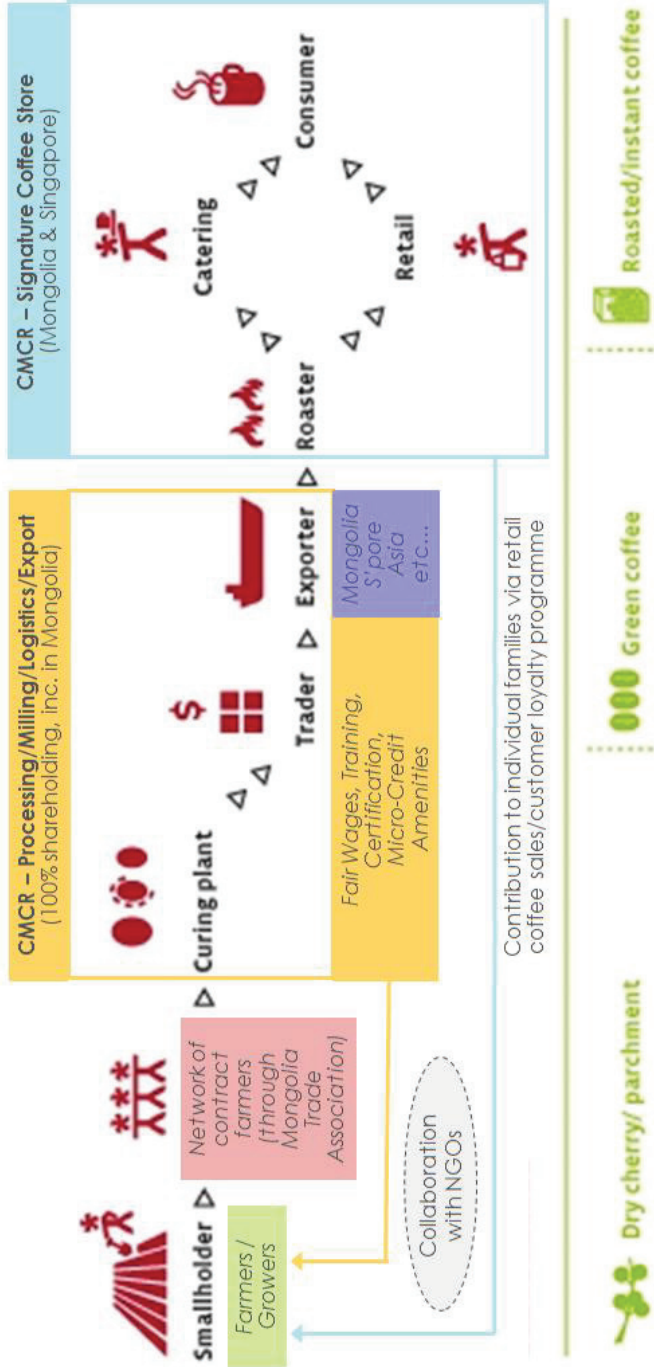 CMCR – Processing/Milling/Logistics/Export
(100% shareholding, inc. in Mongolia)
CMCR – Signature Coffee Store
(Mongolia & Singapore)
Smallholder
Farmers /
Growers
Network of
contract
farmers
(through
Mongolia
Trade
Association)
Curing plant
$
Trader
Exporter
Fair Wages, Training,
Certification,
Micro-Credit
Amenities
Mongolia
S'pore
Asia
etc...
Roaster
Catering
Retail
Consumer
Collaboration
with NGOs
Contribution to individual families via retail
coffee sales/customer loyalty programme
Dry cherry/ parchment
Green coffee
Roasted/instant coffee